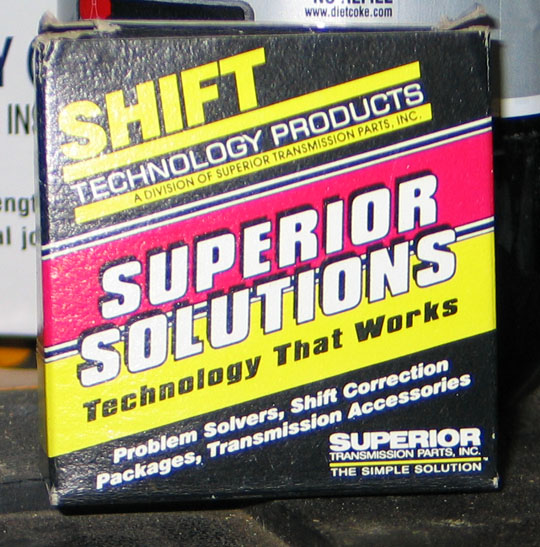 www.dietcoke.com
SHIFT
TECHNOLOGY PRODUCTS
A DIVISION OF SUPERIOR TRANSMISSION PARTS, INC.
SUPERIOR
SOLUTIONS
Technology That Works
Problem Solvers, Shift Correction
Packages, Transmission Accessories
SUPERIOR
TRANSMISSION PARTS, INC.
THE SIMPLE SOLUTION